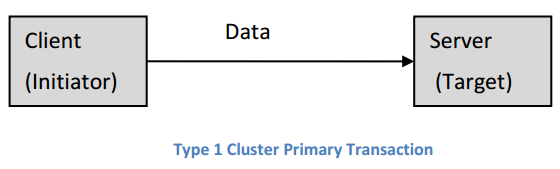 Client
(Initiator)
Data
Server
(Target)
Type 1 Cluster Primary Transaction